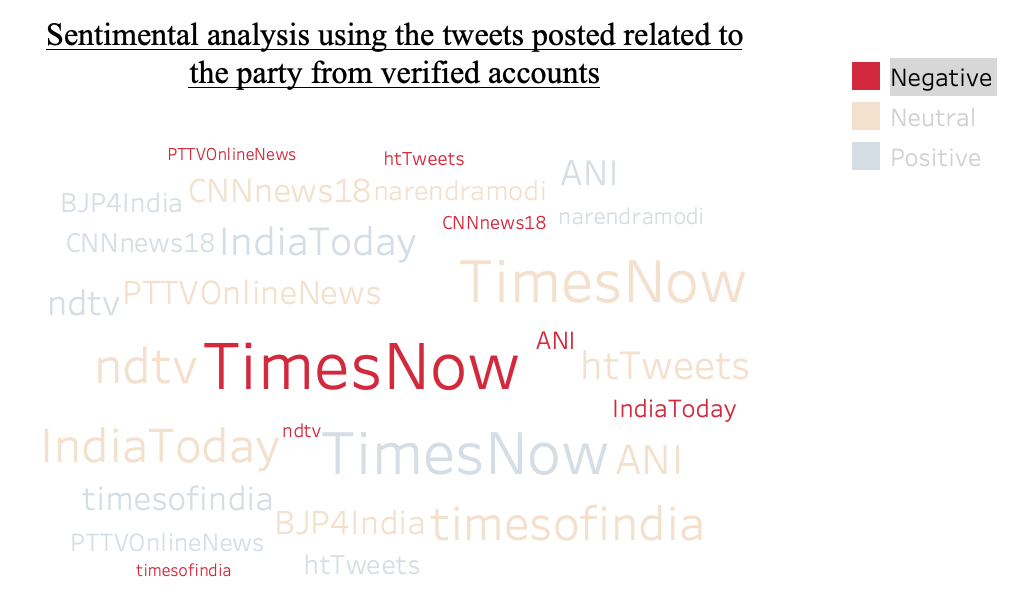 Sentimental analysis using the tweets posted related to
the party from verified accounts
Negative
Neutral
Positive
PTTVOnlineNews
htTweets
ANI
BJP4India
CNNnews18
narendramodi
CNNnews18
narendramodi
CNNnews18
IndiaToday
TimesNow
ndtv
PTTVOnlineNews
ANI
ndtv
TimesNow
htTweets
IndiaToday
IndiaToday
ndtv
TimesNow
ANI
timesofindia
BJP4India
timesofindia
PTTVOnlineNews
htTweets
timesofindia